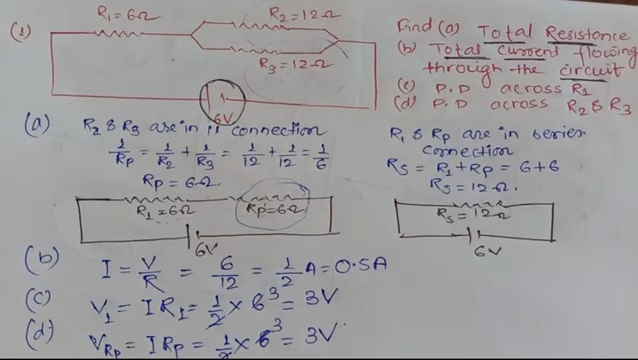 (1)
R₁=6Ω
R₂=12Ω
R₃=12Ω
6V
Find (a) Total Resistance
(b) Total current flowing
through the circuit
(c) P.D across R₁
(d) P.D across R₂ & R₃
(a) R₂ & R₃ are in || connection
1/Rp = 1/R₂ + 1/R₃ = 1/12 + 1/12 = 1/6
Rp = 6Ω
R₁=6Ω
Rp=6Ω
6V
R₁ & Rp are in series
connection
Rs = R₁+Rp = 6+6
Rs = 12Ω.
Rs=12Ω
6V
(b) I = V/R = 6/12 = 1/2 A = 0.5A
(c) V₁ = IR₁ = 1/2 × 6³ = 3V
(d) VRp = IRp = 1/2 × 6³ = 3V